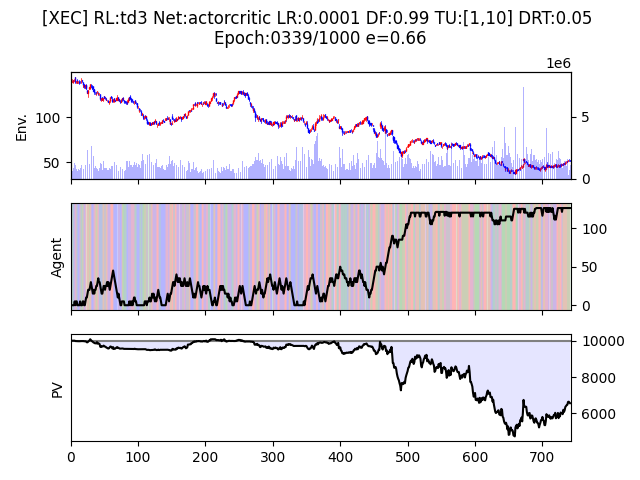 [XEC] RL:td3 Net:actorcritic LR:0.0001 DF:0.99 TU:[1,10] DRT:0.05
Epoch:0339/1000 e=0.66
1e6
Env.
100
50
5
0
Agent
100
50
0
PV
10000
8000
6000
0 100 200 300 400 500 600 700